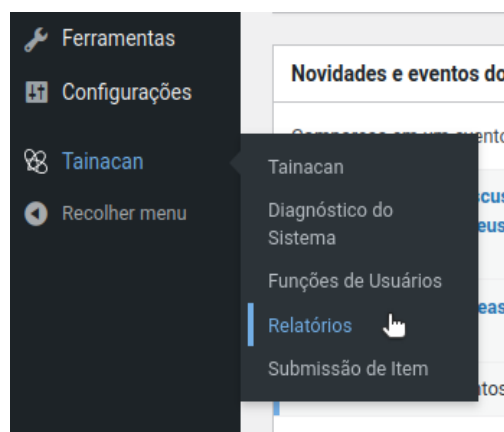 Ferramentas
Configurações
Tainacan
Recolher menu
Novidades e eventos do
Tainacan
Diagnóstico do
Sistema
Funções de Usuários
Relatórios
Submissão de Item